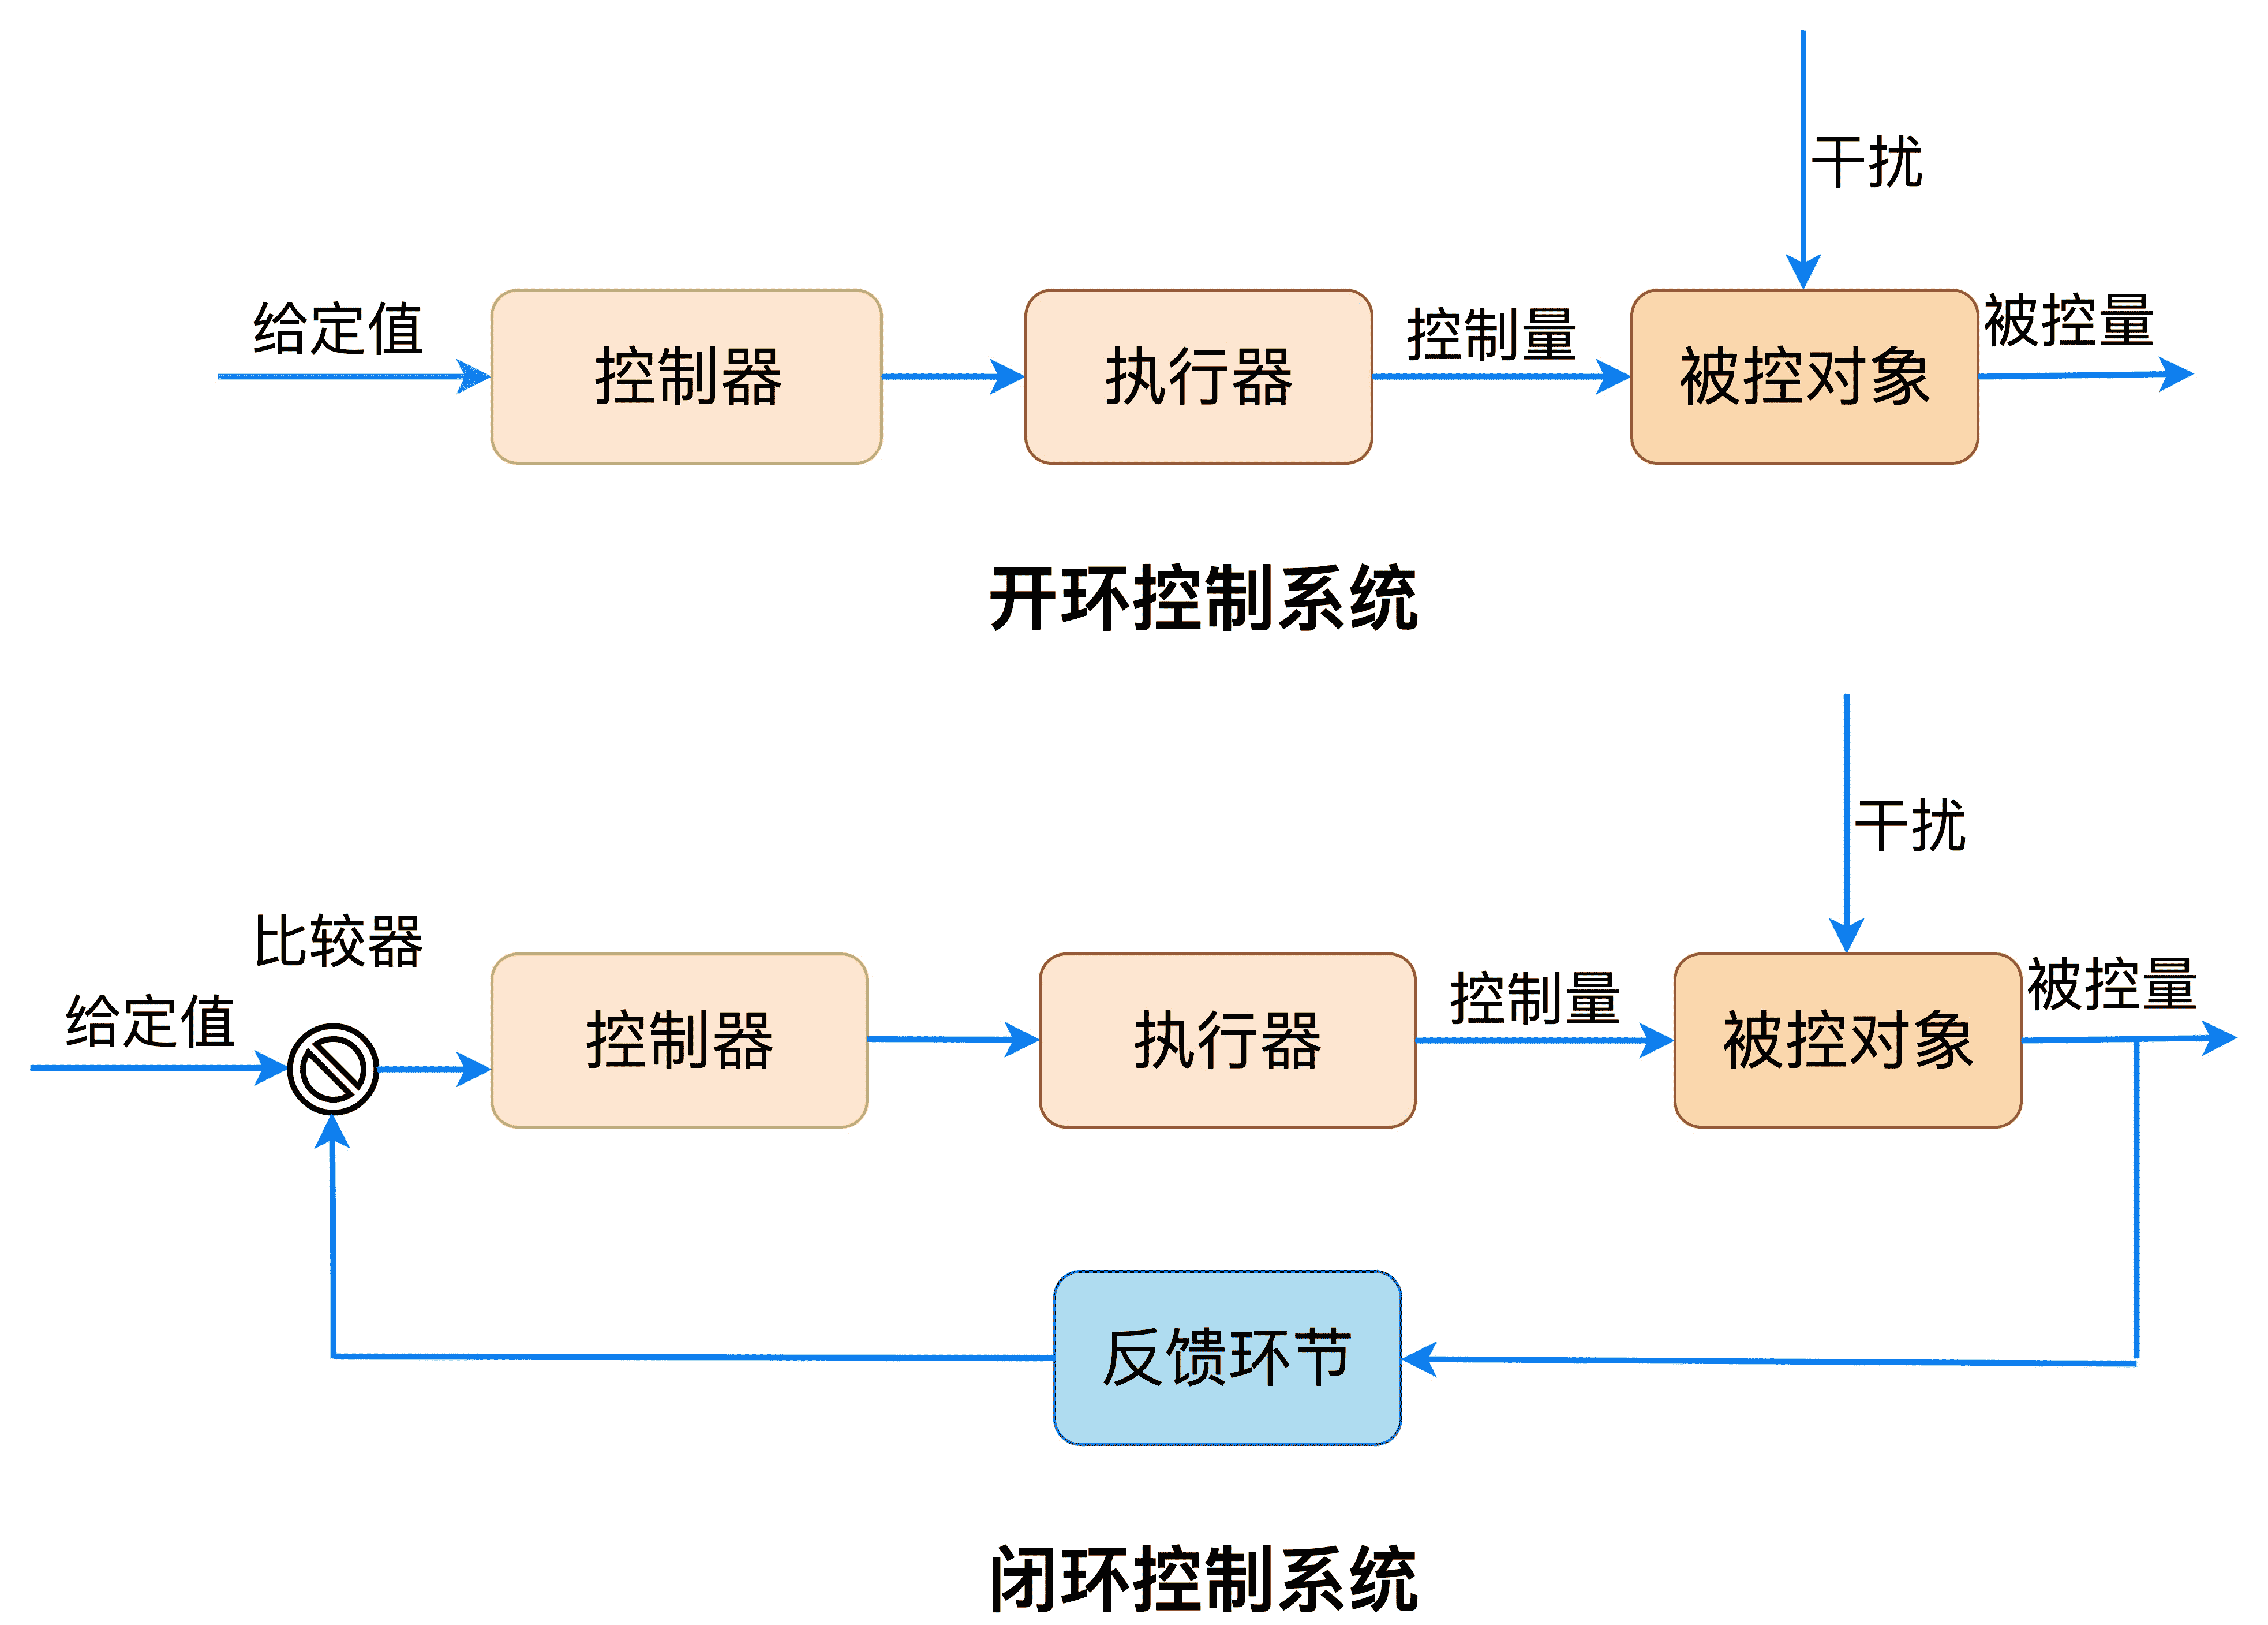 干扰
给定值
控制器
执行器
控制量
被控对象
被控量
开环控制系统
干扰
比较器
给定值
控制器
执行器
控制量
被控对象
被控量
反馈环节
闭环控制系统